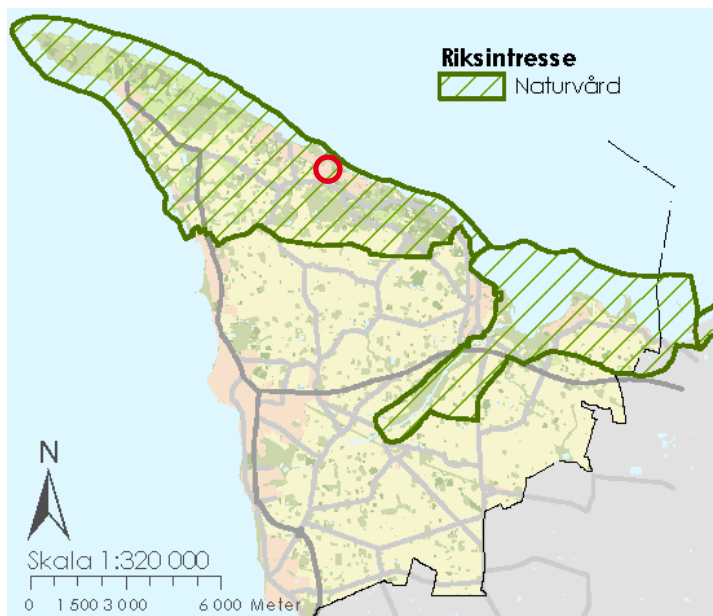 Riksintresse
Naturvård
N
Skala 1:320 000
0 1 500 3 000 6 000 Meter